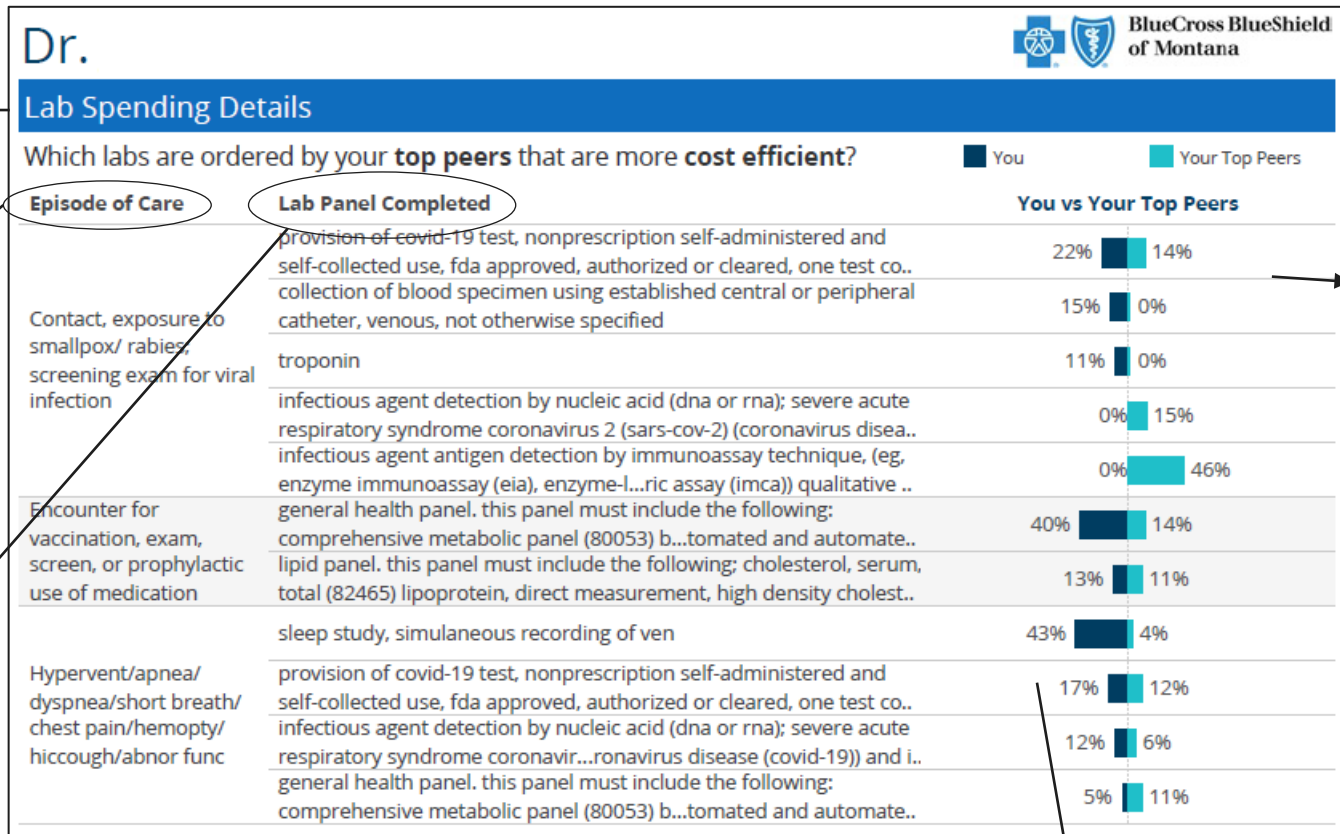 Dr.
BlueCross BlueShield
of Montana
Lab Spending Details
Which labs are ordered by your top peers that are more cost efficient?
You
Your Top Peers
Episode of Care
Lab Panel Completed
You vs Your Top Peers
Contact, exposure to
smallpox/ rabies,
screening exam for viral
infection
provision of covid-19 test, nonprescription self-administered and
self-collected use, fda approved, authorized or cleared, one test co..
22% 14%
collection of blood specimen using established central or peripheral
catheter, venous, not otherwise specified
15% 0%
troponin
11% 0%
infectious agent detection by nucleic acid (dna or rna); severe acute
respiratory syndrome coronavirus 2 (sars-cov-2) (coronavirus disea..
0% 15%
infectious agent antigen detection by immunoassay technique, (eg,
enzyme immunoassay (eia), enzyme-l...ric assay (imca)) qualitative ..
0% 46%
Encounter for
vaccination, exam,
screen, or prophylactic
use of medication
general health panel. this panel must include the following:
comprehensive metabolic panel (80053) b...tomated and automate..
40% 14%
lipid panel. this panel must include the following; cholesterol, serum,
total (82465) lipoprotein, direct measurement, high density cholest..
13% 11%
Hypervent/apnea/
dyspnea/short breath/
chest pain/hemopty/
hiccough/abnor func
sleep study, simulaneous recording of ven
43% 4%
provision of covid-19 test, nonprescription self-administered and
self-collected use, fda approved, authorized or cleared, one test co..
17% 12%
infectious agent detection by nucleic acid (dna or rna); severe acute
respiratory syndrome coronavir...ronavirus disease (covid-19)) and i..
12% 6%
general health panel. this panel must include the following:
comprehensive metabolic panel (80053) b...tomated and automate..
5% 11%